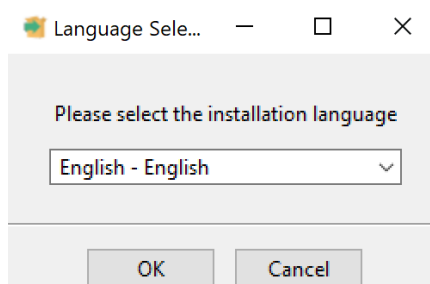 Language Sele...
Please select the installation language
English - English
OK
Cancel